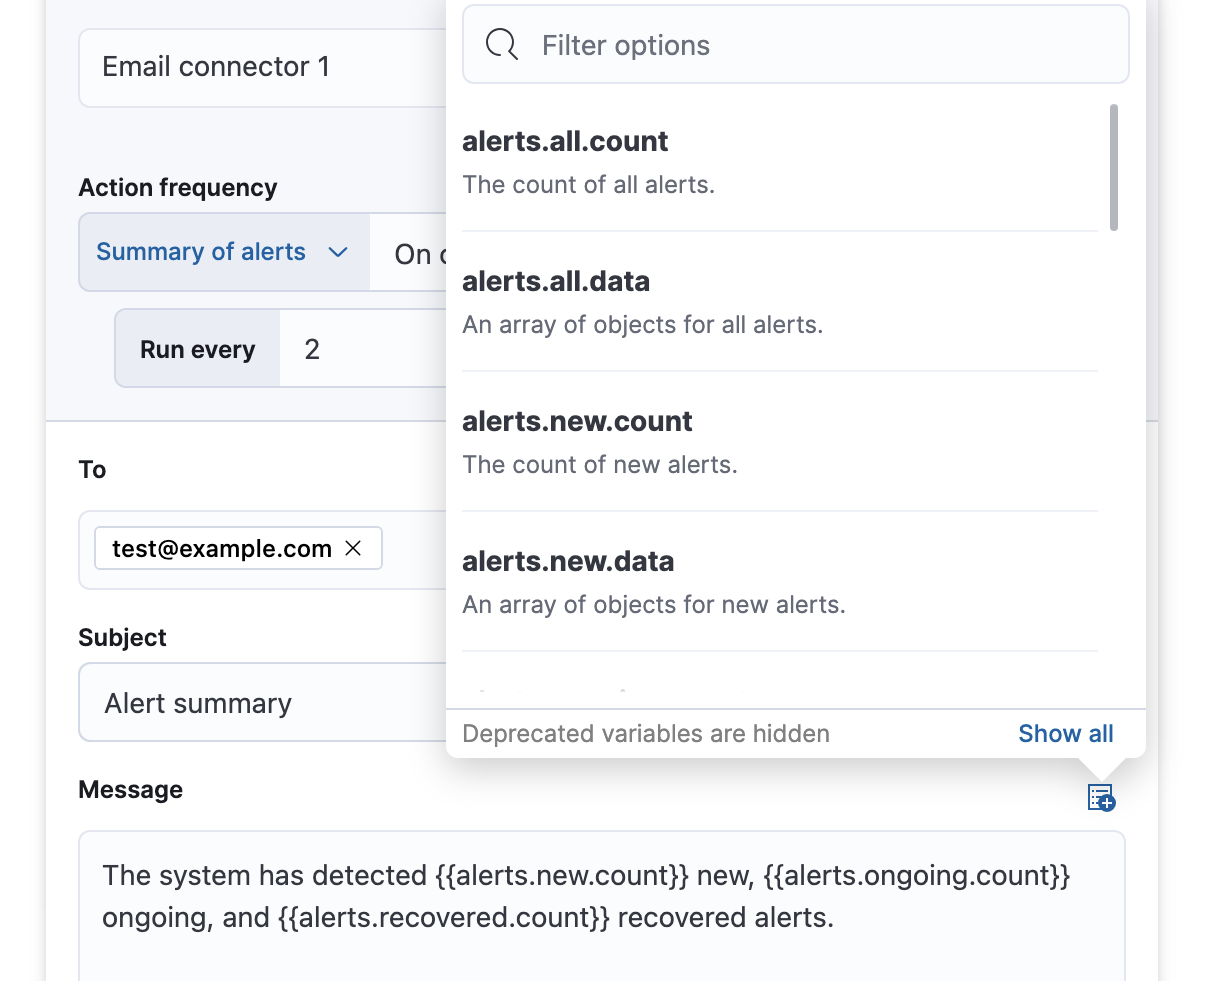 Filter options
Email connector 1
alerts.all.count
The count of all alerts.
Action frequency
Summary of alerts
On
alerts.all.data
An array of objects for all alerts.
Run every
2
alerts.new.count
The count of new alerts.
To
test@example.com
alerts.new.data
An array of objects for new alerts.
Subject
Alert summary
Deprecated variables are hidden
Show all
Message
The system has detected {{alerts.new.count}} new, {{alerts.ongoing.count}}
ongoing, and {{alerts.recovered.count}} recovered alerts.